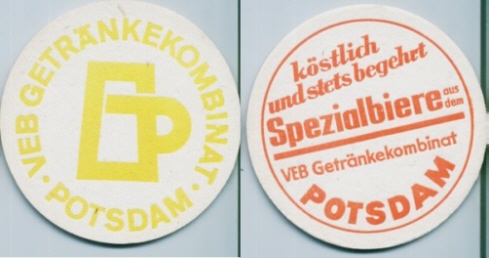 VEB GETRÄNKEKOMBINAT
· POTSDAM ·
GP
köstlich
und stets begehrt
Spezialbiere aus dem
VEB Getränkekombinat
POTSDAM